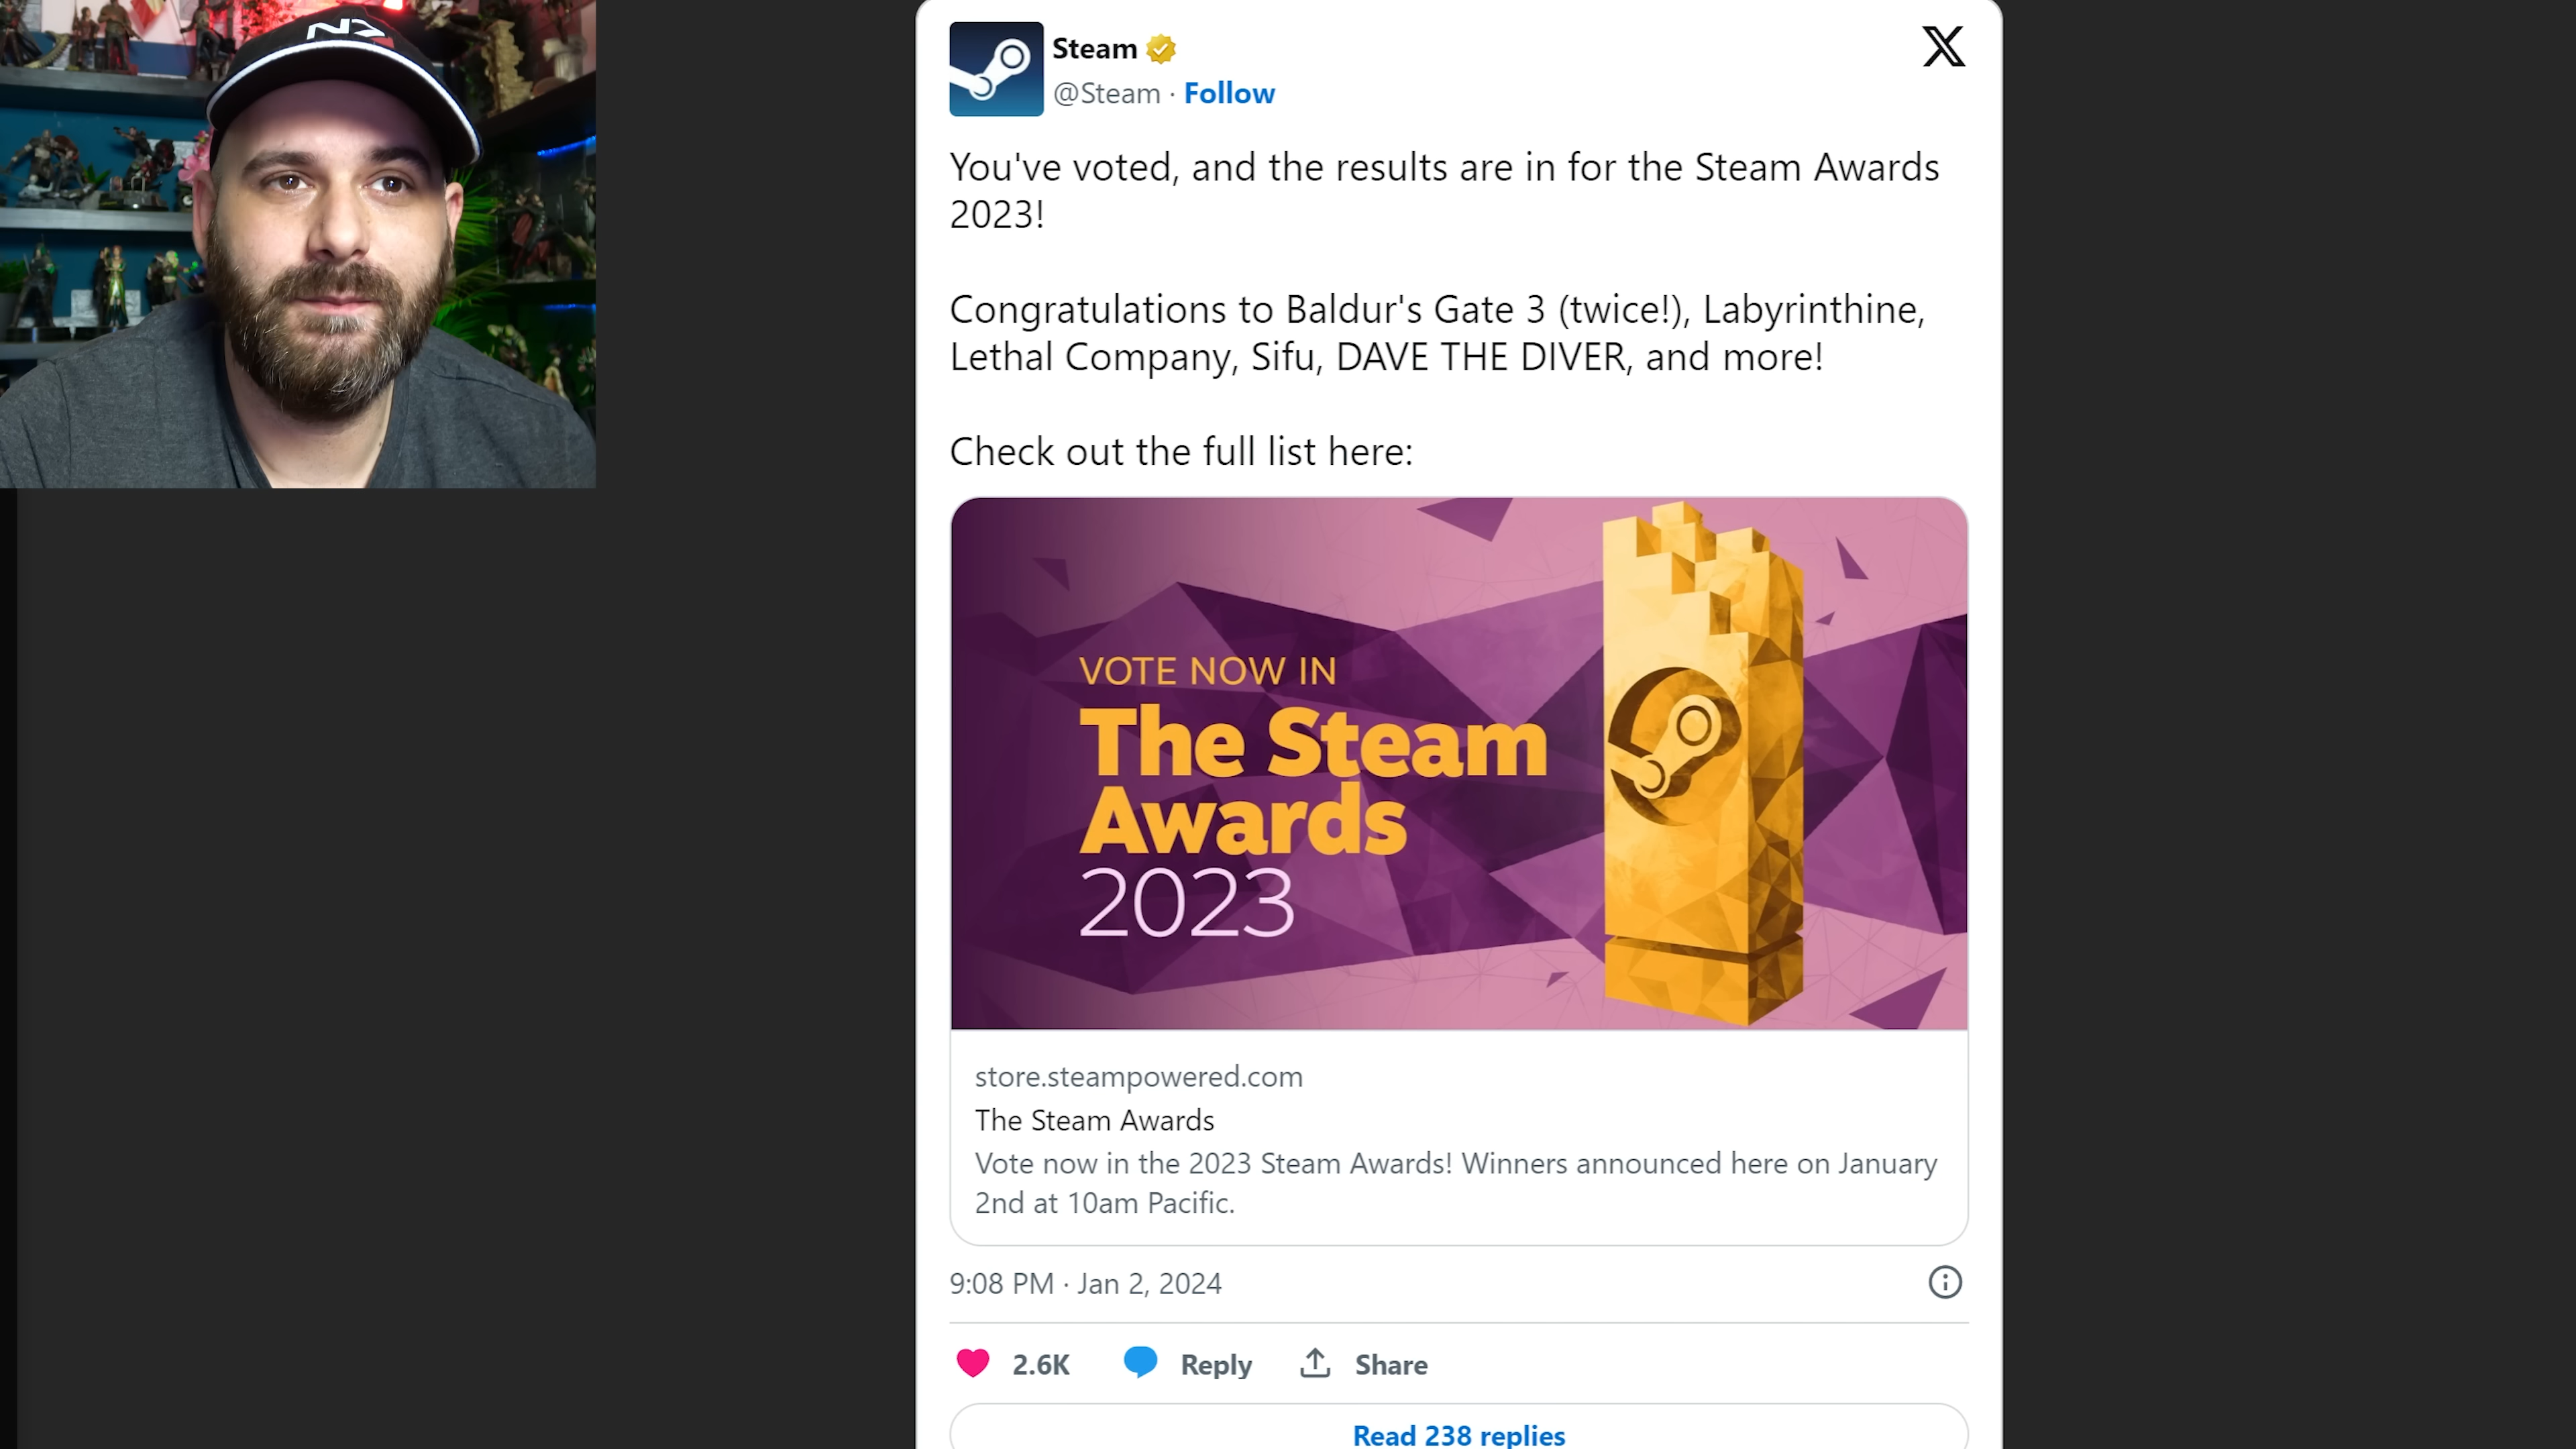 N7
Steam
@Steam · Follow
You've voted, and the results are in for the Steam Awards
2023!
Congratulations to Baldur's Gate 3 (twice!), Labyrinthine,
Lethal Company, Sifu, DAVE THE DIVER, and more!
Check out the full list here:
VOTE NOW IN
The Steam
Awards
2023
store.steampowered.com
The Steam Awards
Vote now in the 2023 Steam Awards! Winners announced here on January
2nd at 10am Pacific.
9:08 PM · Jan 2, 2024
2.6K Reply Share
Read 238 replies